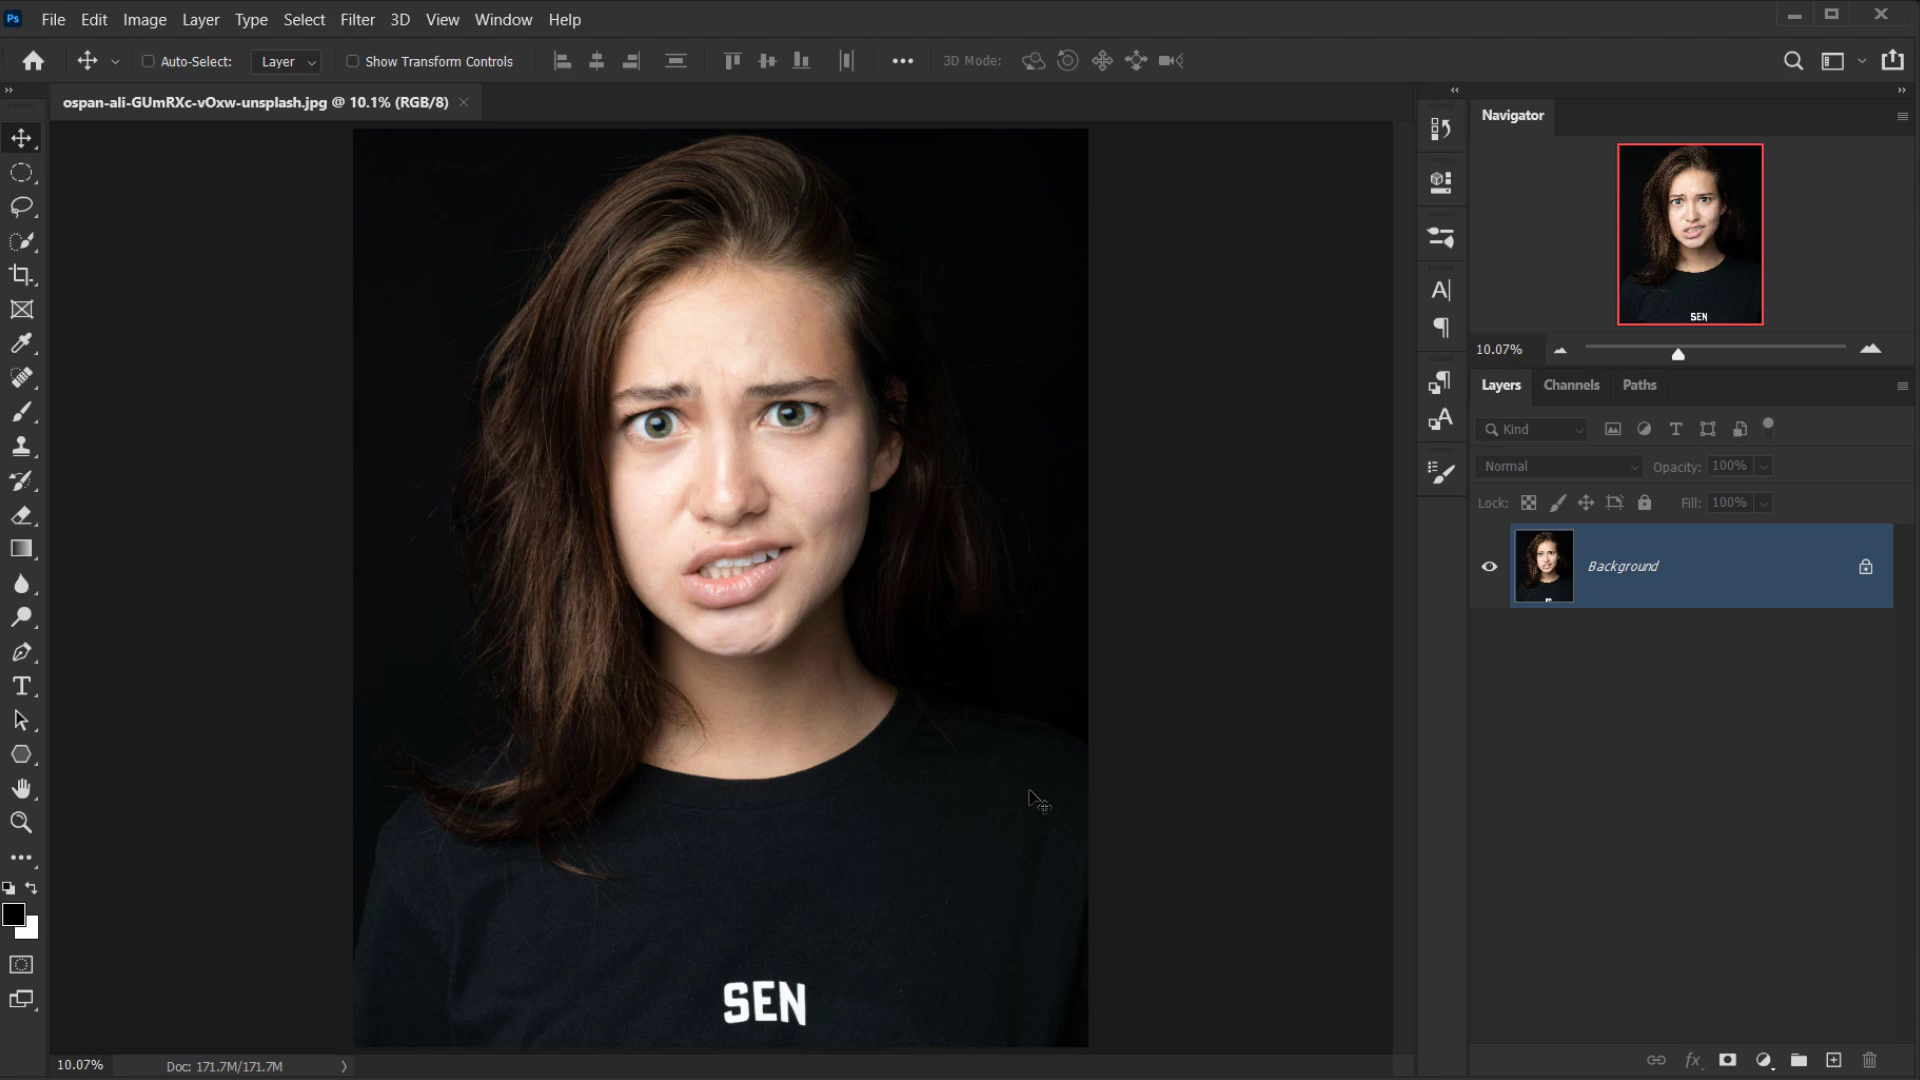 Ps File Edit Image Layer Type Select Filter 3D View Window Help
Auto-Select: Layer Show Transform Controls 3D Mode:
ospan-ali-GUmRXc-vOxw-unsplash.jpg @ 10.1% (RGB/8)
Navigator
SEN
10.07%
Layers Channels Paths
Kind
Normal Opacity: 100%
Lock: Fill: 100%
Background
SEN
10.07% Doc: 171.7M/171.7M